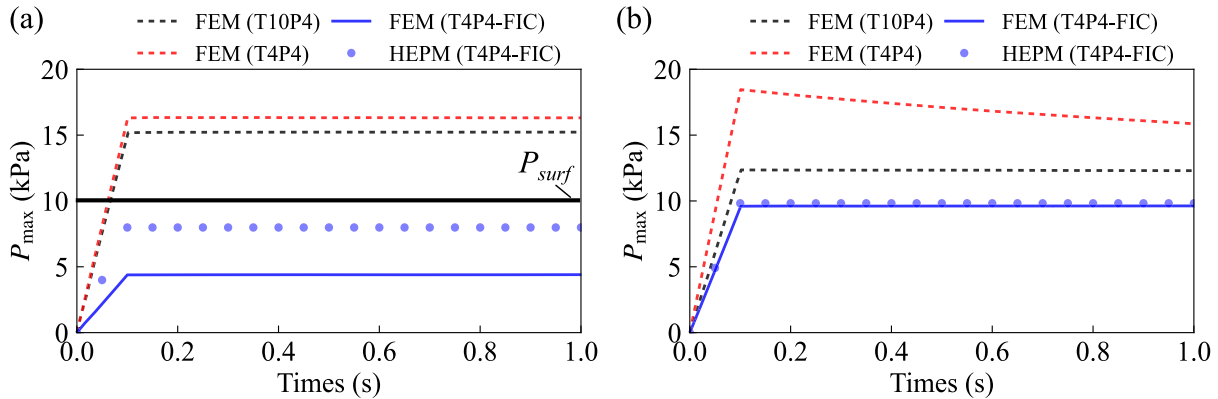 (a)
FEM (T10P4)
FEM (T4P4-FIC)
FEM (T4P4)
HEPM (T4P4-FIC)
20
15
10
5
0
P_max (kPa)
P_surf
0.0 0.2 0.4 0.6 0.8 1.0
Times (s)
(b)
FEM (T10P4)
FEM (T4P4-FIC)
FEM (T4P4)
HEPM (T4P4-FIC)
20
15
10
5
0
P_max (kPa)
0.0 0.2 0.4 0.6 0.8 1.0
Times (s)